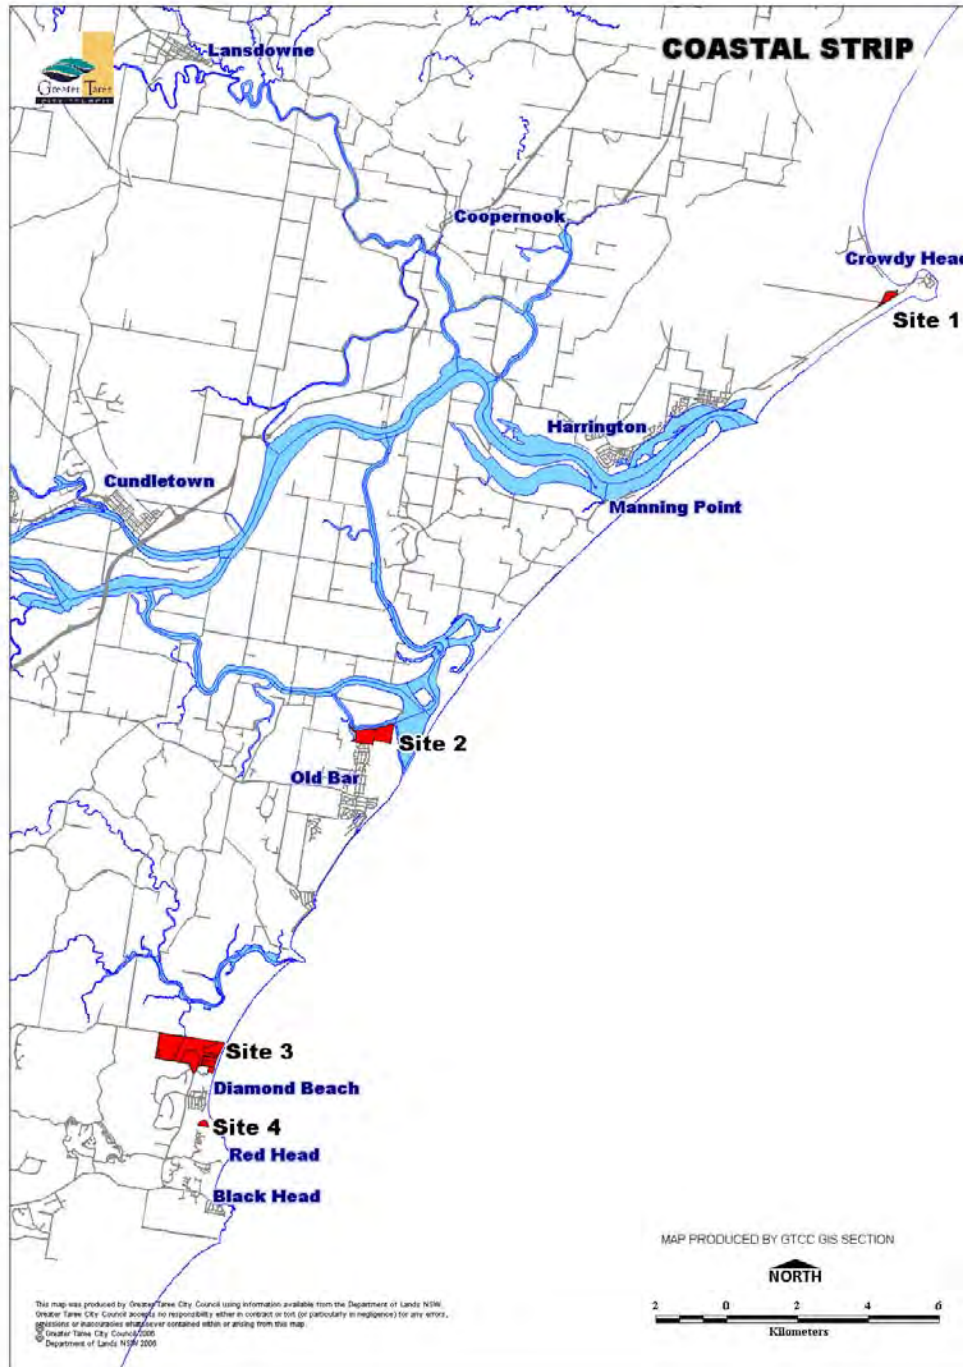 Lansdowne
COASTAL STRIP
Greater Taree
Coopernook
Crowdy Head
Site 1
Harrington
Cundletown
Manning Point
Site 2
Old Bar
Site 3
Diamond Beach
Site 4
Red Head
Black Head
MAP PRODUCED BY GTCC GIS SECTION
NORTH
2 0 2 4 6
Kilometers
This map was produced by Greater Taree City Council using information available from the Department of Lands NSW.
Greater Taree City Council accepts no responsibility either in contract or tort (or particularly in negligence) for any errors,
omissions or inaccuracies whatsoever contained within or arising from this map.
© Greater Taree City Council 2006
© Department of Lands NSW 2006